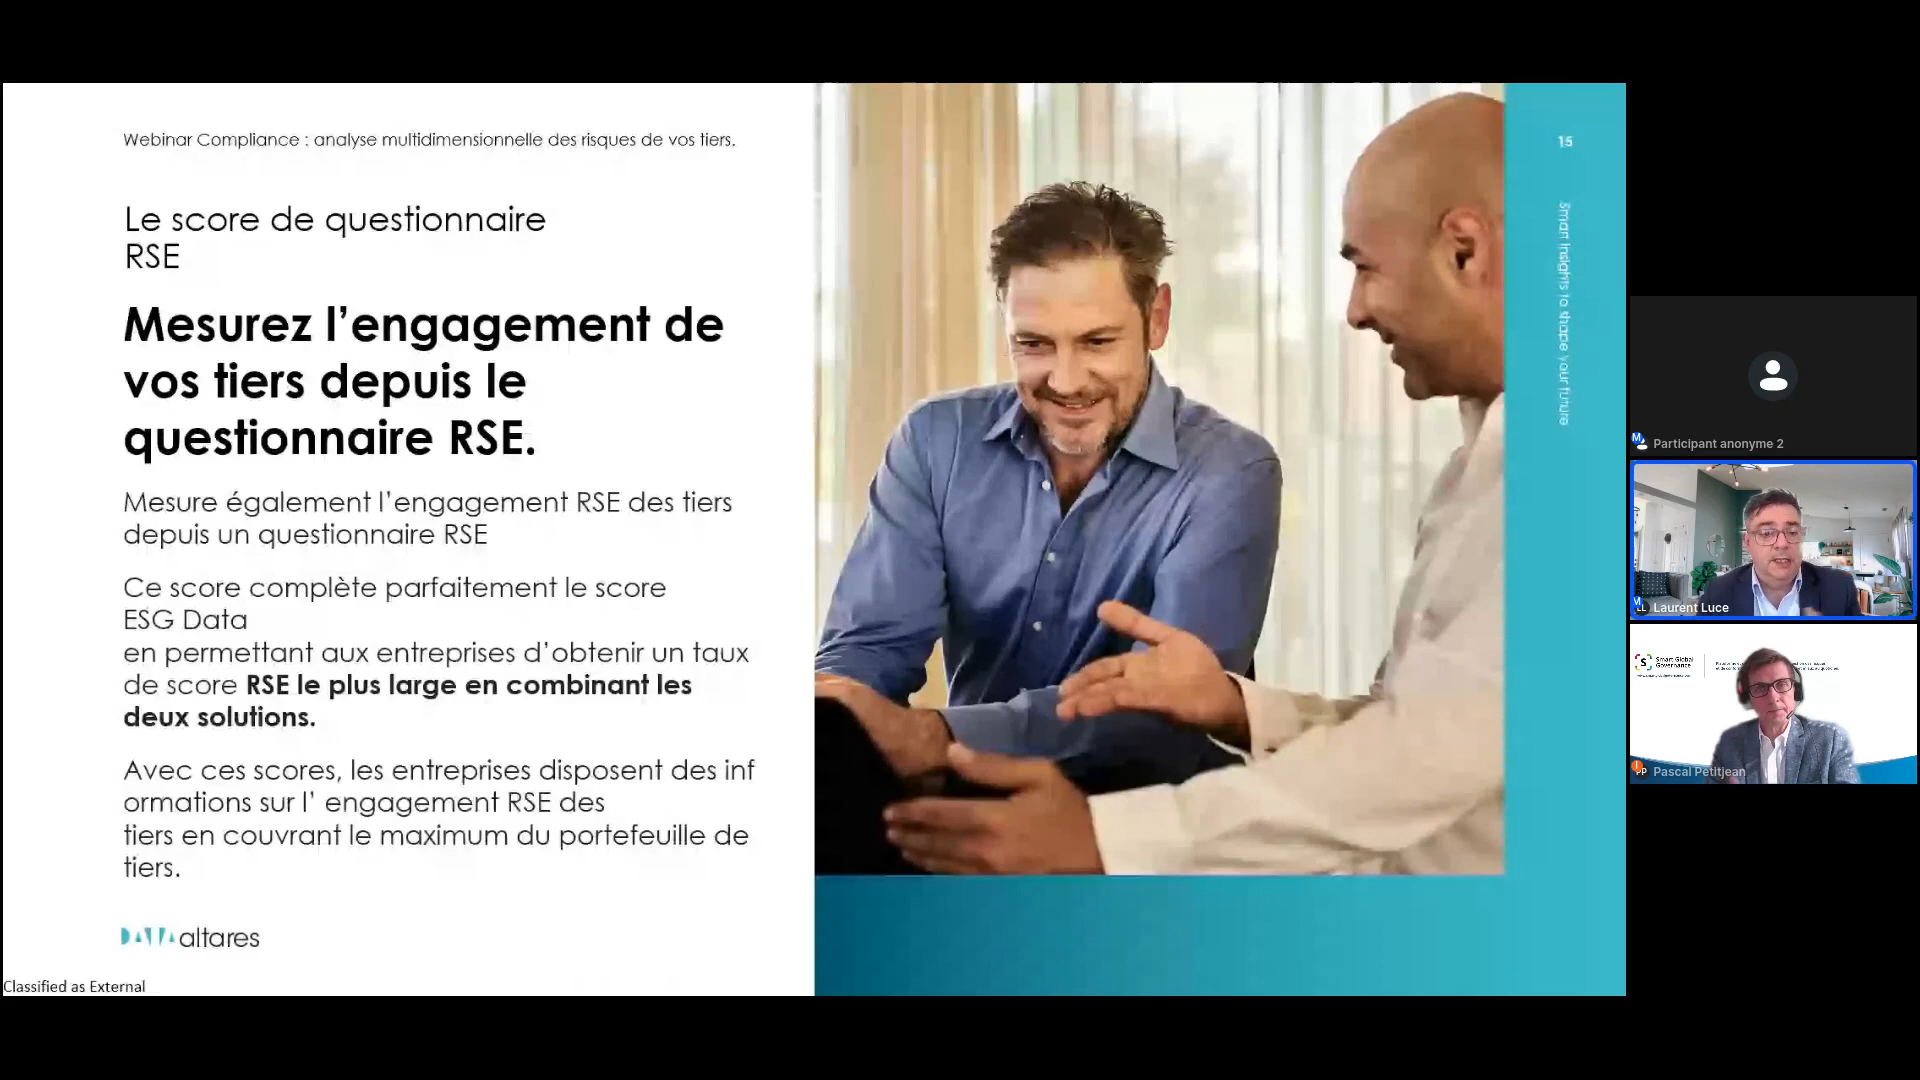 Webinar Compliance : analyse multidimensionnelle des risques de vos tiers.
Le score de questionnaire
RSE
Mesurez l’engagement de
vos tiers depuis le
questionnaire RSE.
Mesure également l’engagement RSE des tiers
depuis un questionnaire RSE
Ce score complète parfaitement le score
ESG Data
en permettant aux entreprises d’obtenir un taux
de score RSE le plus large en combinant les
deux solutions.
Avec ces scores, les entreprises disposent des inf
ormations sur l’ engagement RSE des
tiers en couvrant le maximum du portefeuille de
tiers.
DATA altares
Classified as External
15
Smart insights to shape your future
Participant anonyme 2
Laurent Luce
Smart Global
Governance
Pascal Petitjean